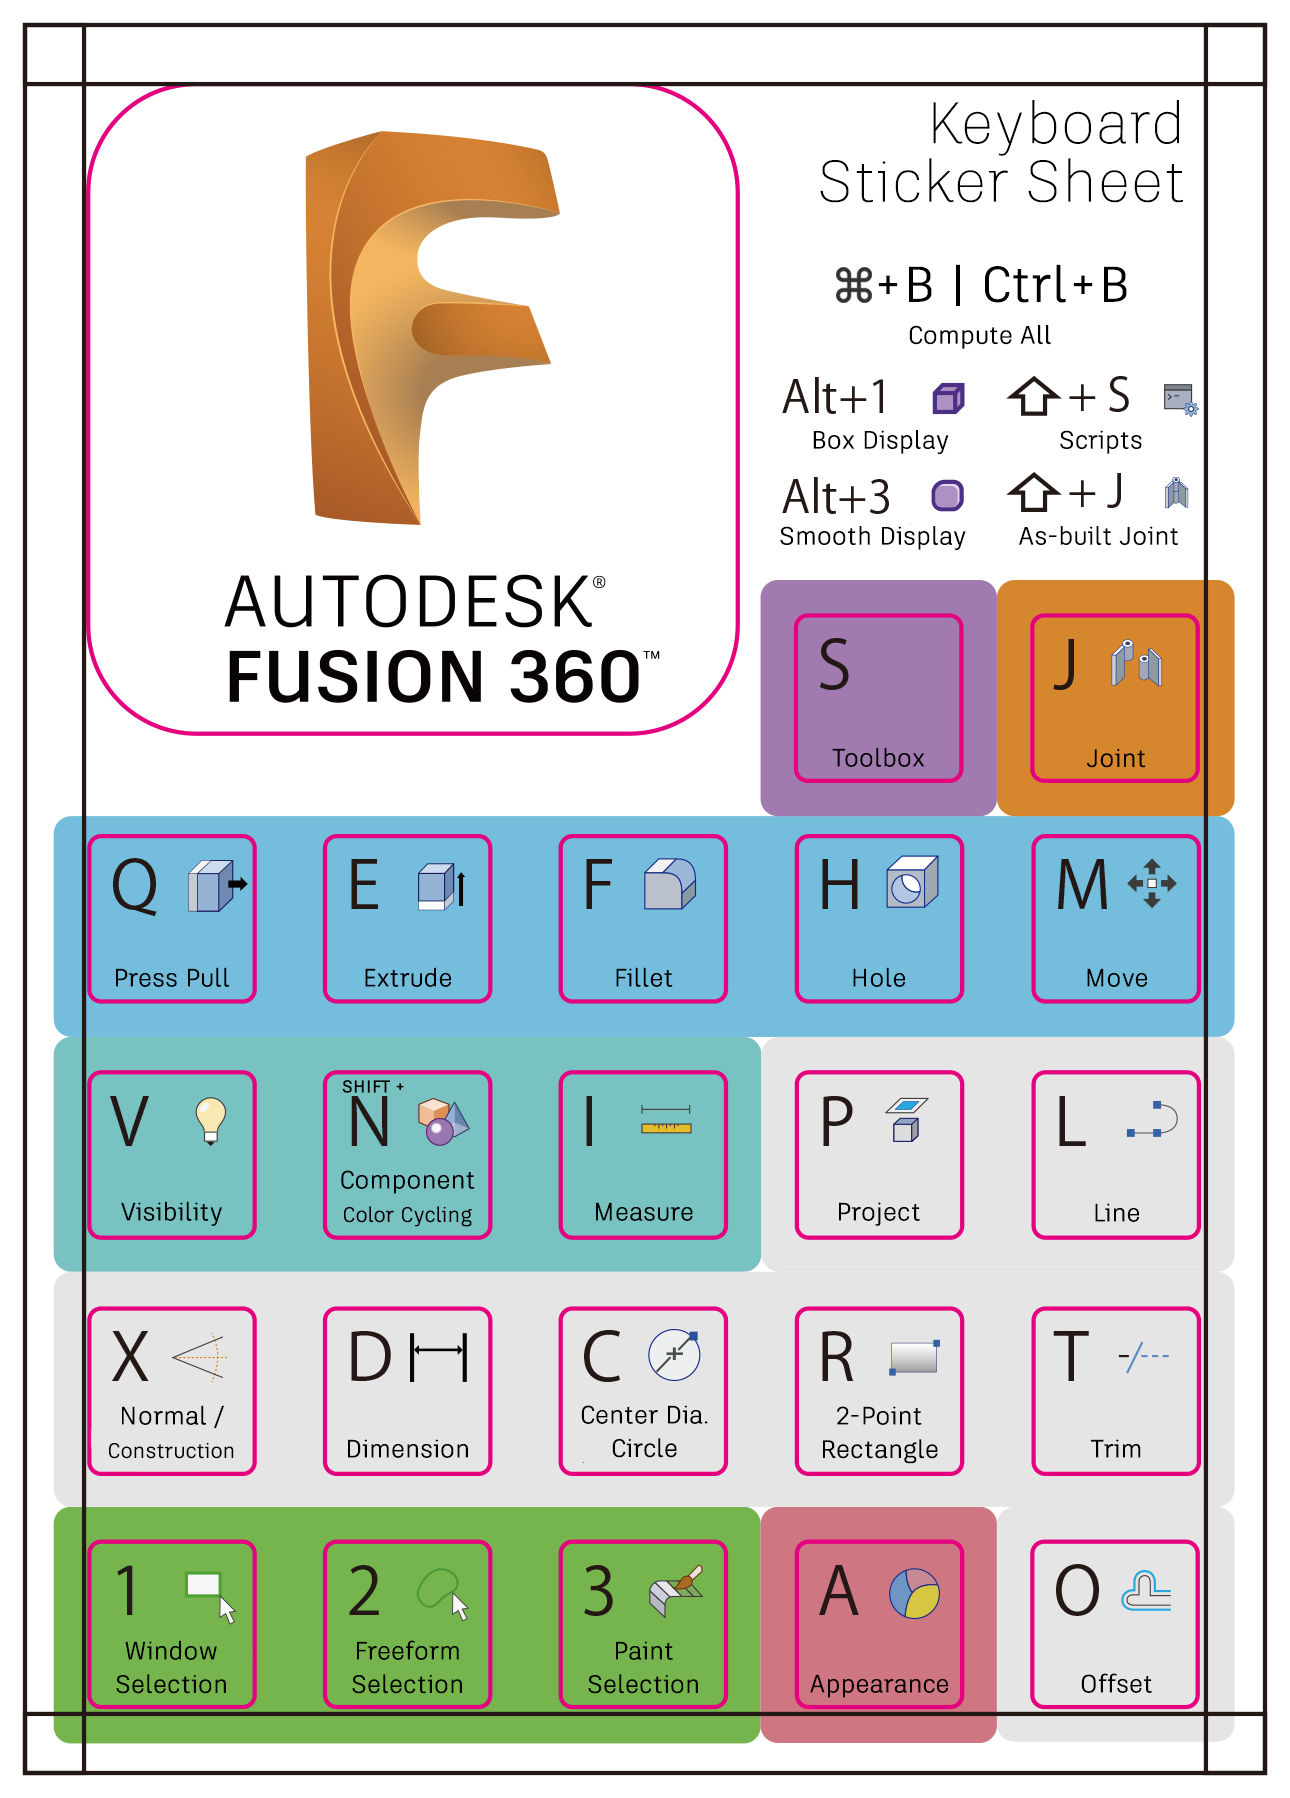 Keyboard
Sticker Sheet
⌘+B | Ctrl+B
Compute All
Alt+1
Box Display
⇧+S
Scripts
Alt+3
Smooth Display
⇧+J
As-built Joint
AUTODESK®
FUSION 360™
S
Toolbox
J
Joint
Q
Press Pull
E
Extrude
F
Fillet
H
Hole
M
Move
V
Visibility
SHIFT +
N
Component
Color Cycling
I
Measure
P
Project
L
Line
X
Normal /
Construction
D
Dimension
C
Center Dia.
Circle
R
2-Point
Rectangle
T
Trim
1
Window
Selection
2
Freeform
Selection
3
Paint
Selection
A
Appearance
O
Offset